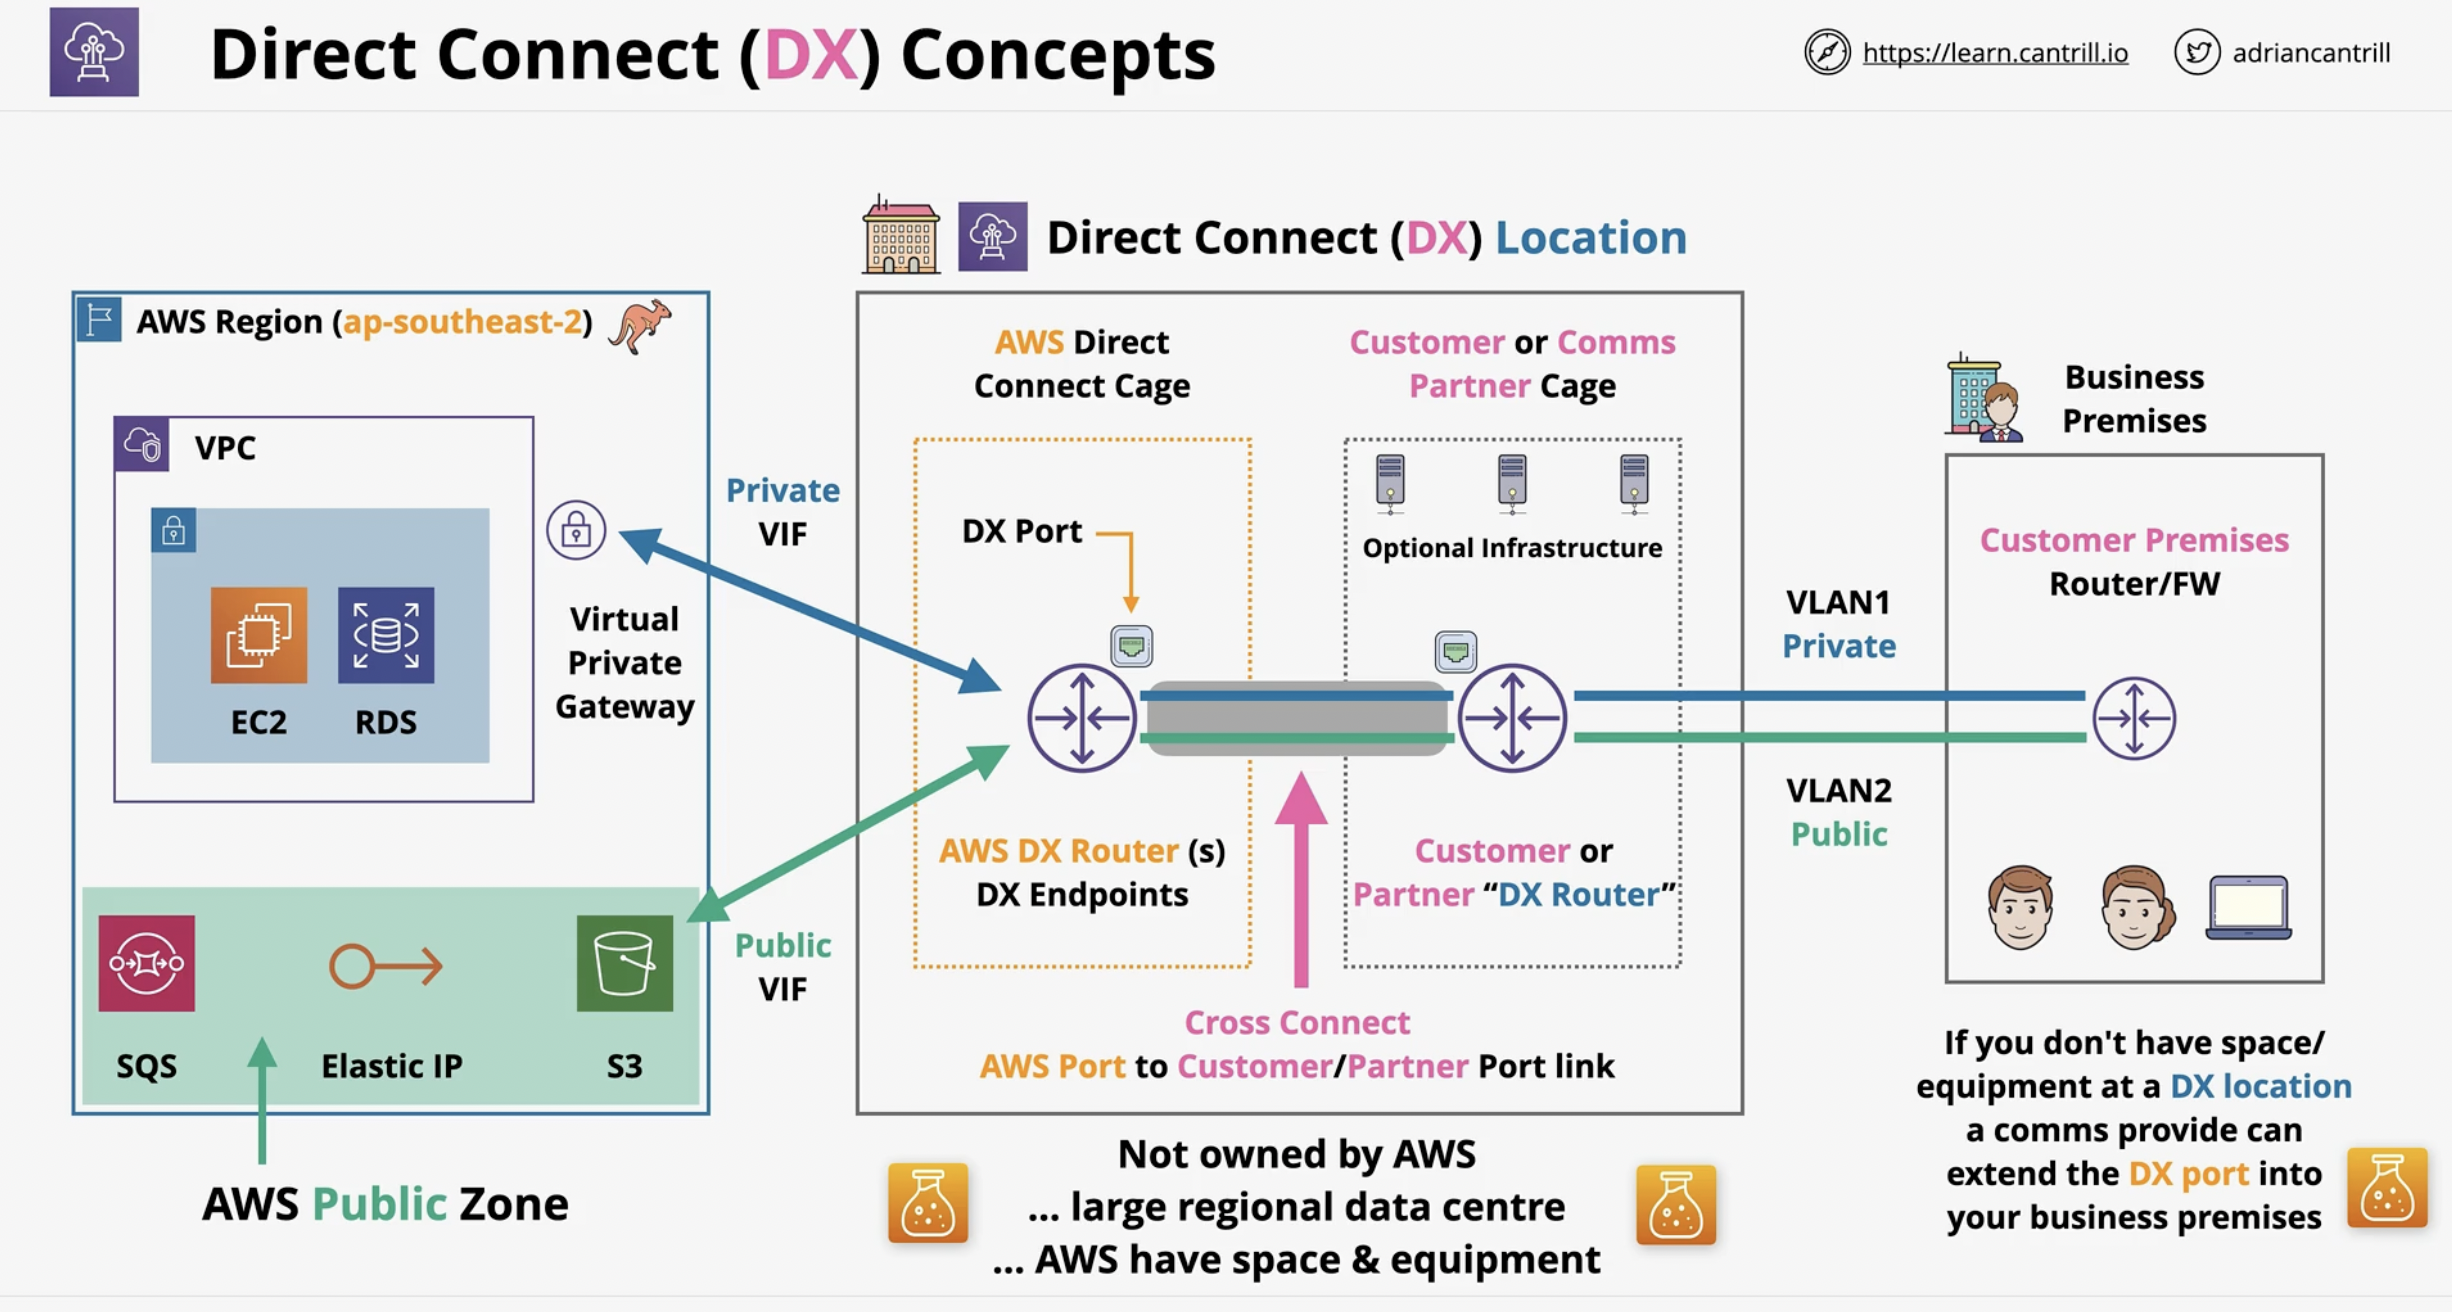 Direct Connect (DX) Concepts
https://learn.cantrill.io
adriancantrill
Direct Connect (DX) Location
AWS Region (ap-southeast-2)
VPC
EC2
RDS
Virtual
Private
Gateway
Private
VIF
Public
VIF
SQS
Elastic IP
S3
AWS Public Zone
AWS Direct
Connect Cage
DX Port
AWS DX Router (s)
DX Endpoints
Customer or Comms
Partner Cage
Optional Infrastructure
Customer or
Partner “DX Router”
Cross Connect
AWS Port to Customer/Partner Port link
Not owned by AWS
... large regional data centre
... AWS have space & equipment
VLAN1
Private
VLAN2
Public
Business
Premises
Customer Premises
Router/FW
If you don't have space/
equipment at a DX location
a comms provide can
extend the DX port into
your business premises